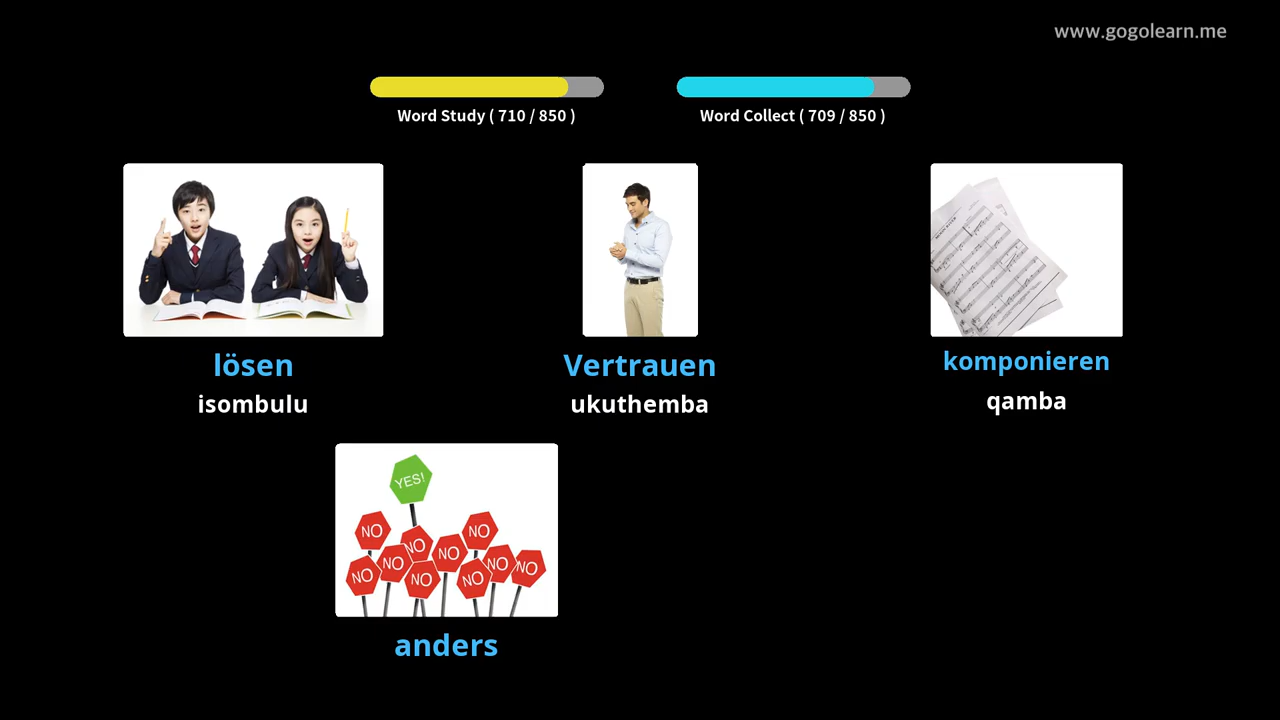 www.gogolearn.me
Word Study ( 710 / 850 )
Word Collect ( 709 / 850 )
lösen
isombulu
Vertrauen
ukuthemba
komponieren
qamba
YES!
NO
NO
NO
NO
NO
NO
NO
NO
NO
NO
anders